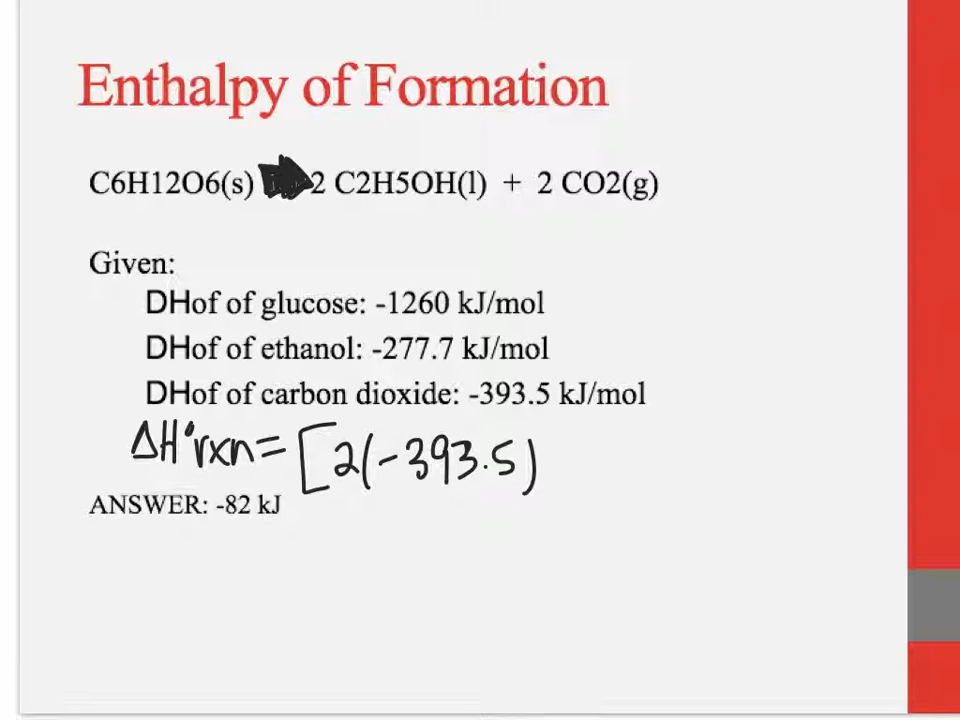 Enthalpy of Formation
C6H12O6(s) 2 C2H5OH(l) + 2 CO2(g)
Given:
DHof of glucose: -1260 kJ/mol
DHof of ethanol: -277.7 kJ/mol
DHof of carbon dioxide: -393.5 kJ/mol
ΔH°rxn= [2(-393.5)
ANSWER: -82 kJ